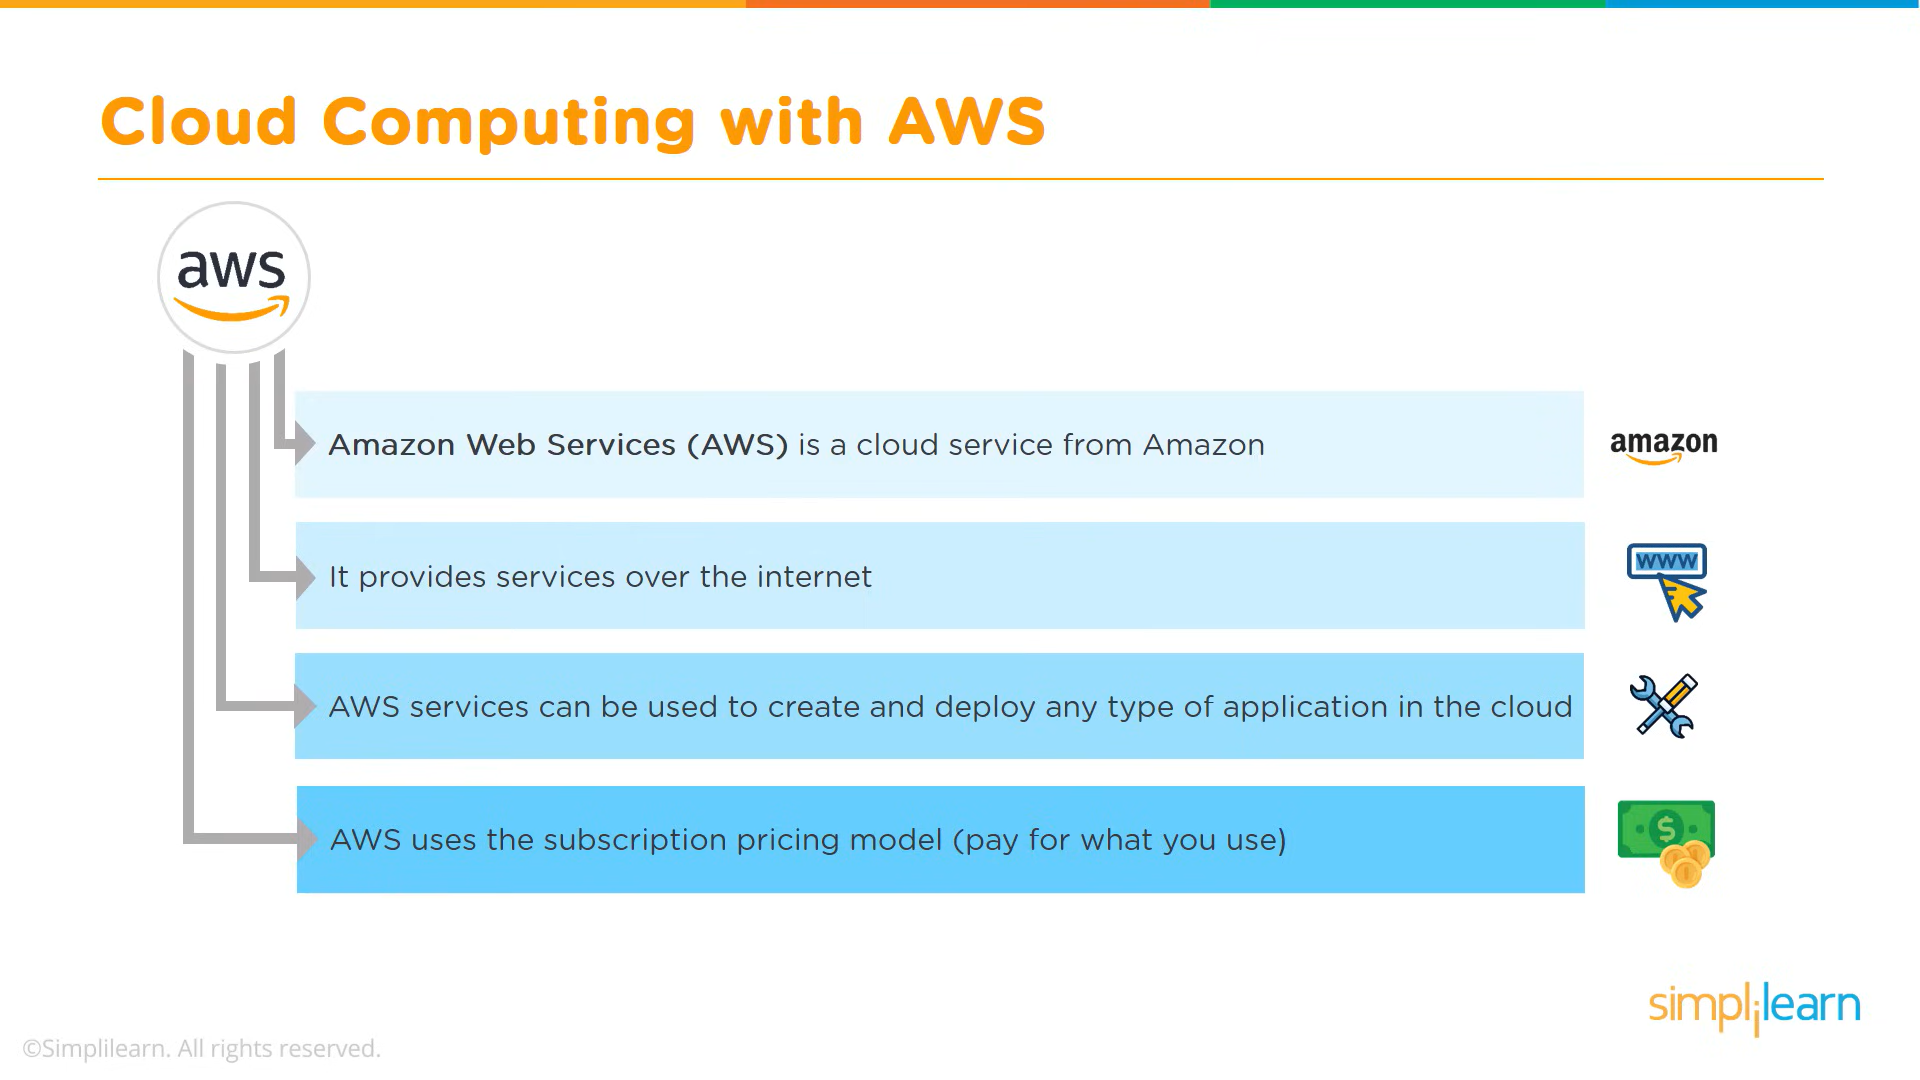 Cloud Computing with AWS
aws
Amazon Web Services (AWS) is a cloud service from Amazon
amazon
It provides services over the internet
WWW
AWS services can be used to create and deploy any type of application in the cloud
AWS uses the subscription pricing model (pay for what you use)
$
simplilearn
©Simplilearn. All rights reserved.